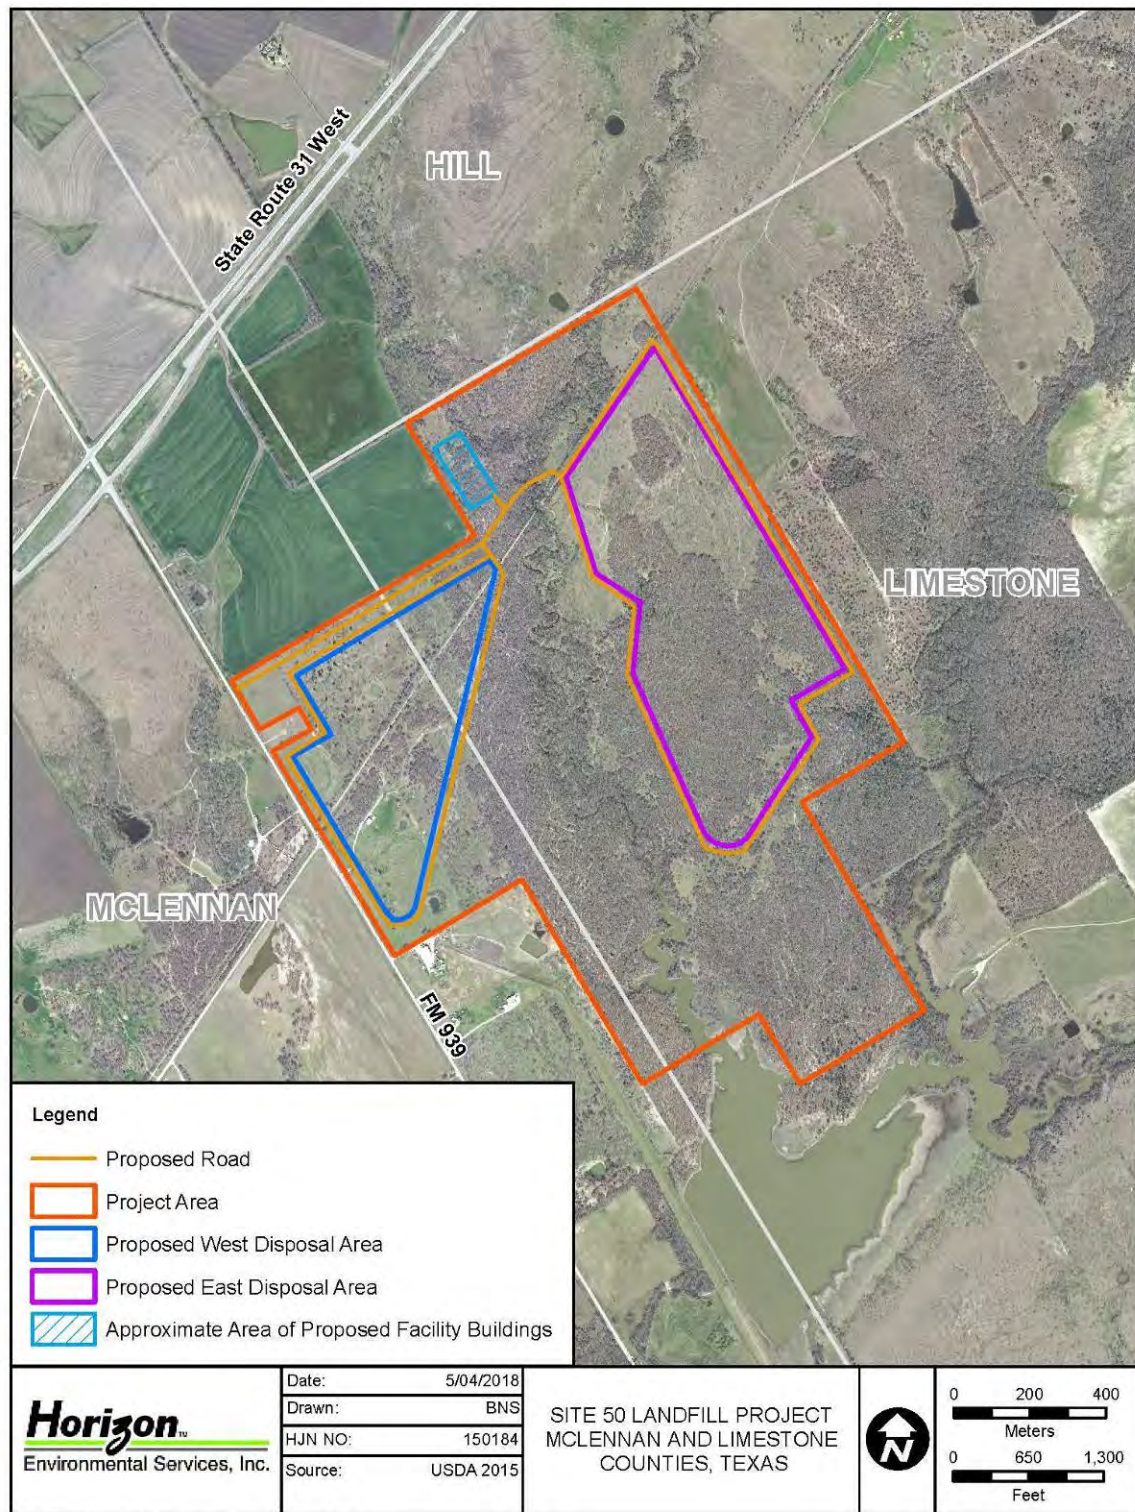 State Route 31 West
HILL
LIMESTONE
MCLENNAN
FM 939
Legend
Proposed Road
Project Area
Proposed West Disposal Area
Proposed East Disposal Area
Approximate Area of Proposed Facility Buildings
Horizon TM
Environmental Services, Inc.
Date: 5/04/2018
Drawn: BNS
HJN NO: 150184
Source: USDA 2015
SITE 50 LANDFILL PROJECT
MCLENNAN AND LIMESTONE
COUNTIES, TEXAS
N
0 200 400
Meters
0 650 1,300
Feet